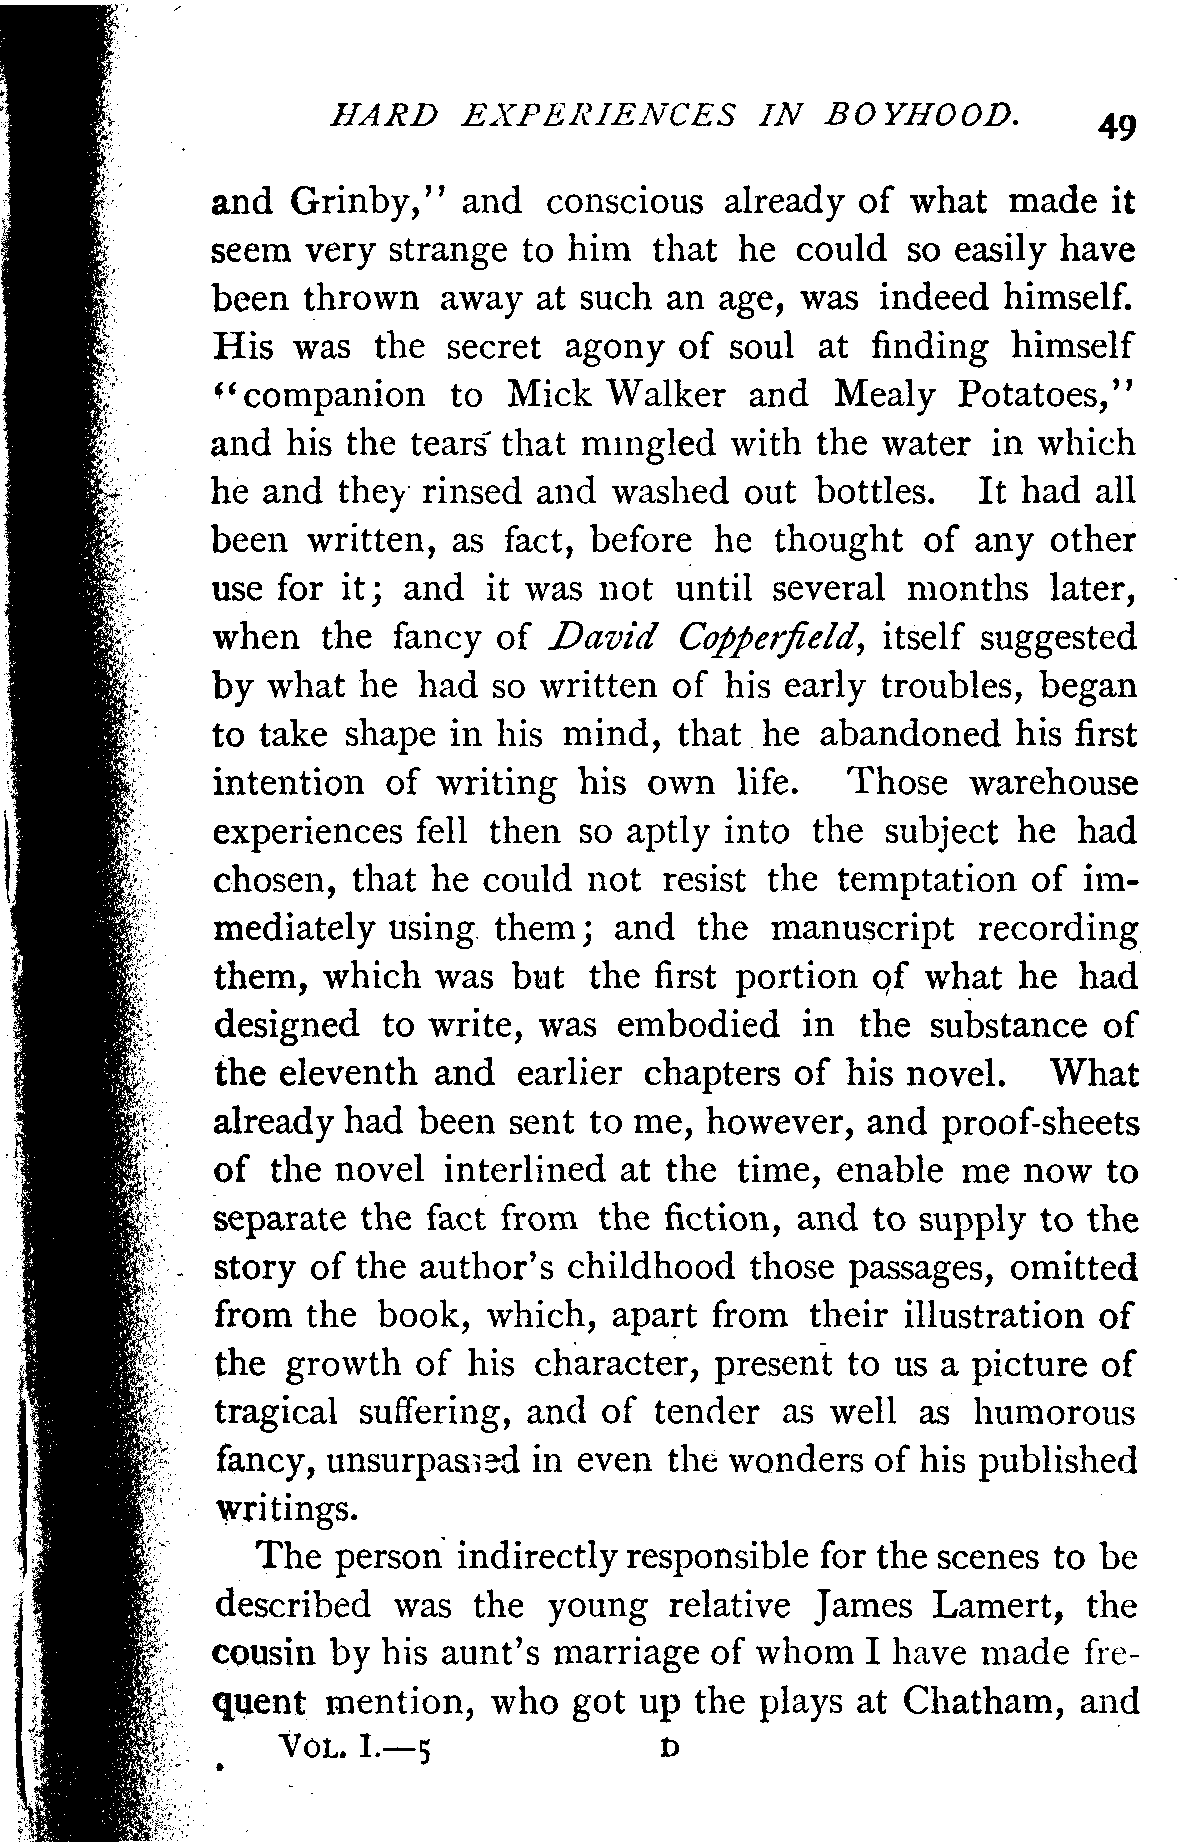 HARD EXPERIENCES IN BOYHOOD. 49
and Grinby,'' and conscious already of what made it
seem very strange to him that he could so easily have
been thrown away at such an age, was indeed himself.
His was the secret agony of soul at finding himself
“companion to Mick Walker and Mealy Potatoes,''
and his the tears that mingled with the water in which
he and they rinsed and washed out bottles. It had all
been written, as fact, before he thought of any other
use for it; and it was not until several months later,
when the fancy of David Copperfield, itself suggested
by what he had so written of his early troubles, began
to take shape in his mind, that he abandoned his first
intention of writing his own life. Those warehouse
experiences fell then so aptly into the subject he had
chosen, that he could not resist the temptation of im-
mediately using them; and the manuscript recording
them, which was but the first portion of what he had
designed to write, was embodied in the substance of
the eleventh and earlier chapters of his novel. What
already had been sent to me, however, and proof-sheets
of the novel interlined at the time, enable me now to
separate the fact from the fiction, and to supply to the
story of the author's childhood those passages, omitted
from the book, which, apart from their illustration of
the growth of his character, present to us a picture of
tragical suffering, and of tender as well as humorous
fancy, unsurpassed in even the wonders of his published
writings.
The person indirectly responsible for the scenes to be
described was the young relative James Lamert, the
cousin by his aunt's marriage of whom I have made fre-
quent mention, who got up the plays at Chatham, and
VOL. I.—5 D